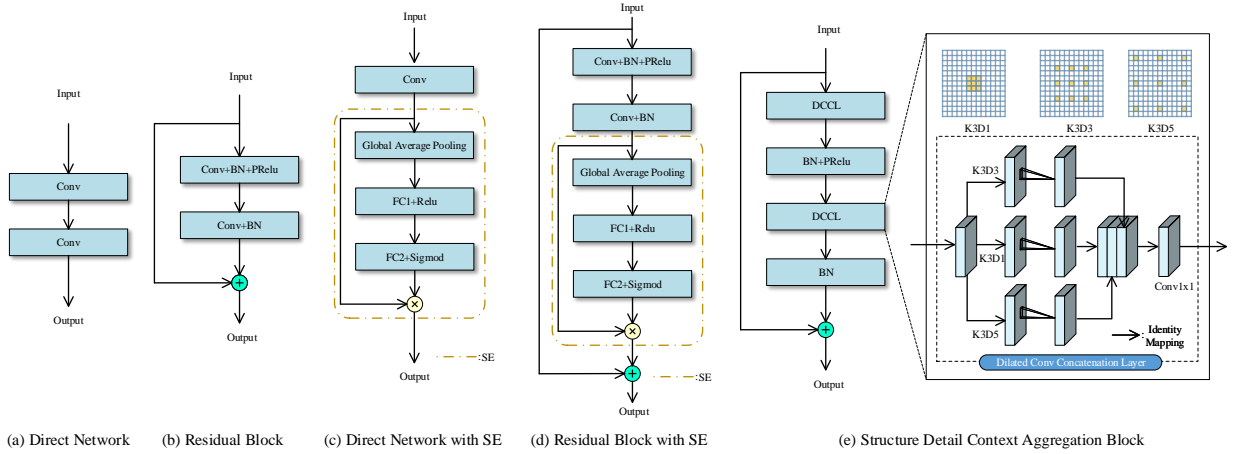 Input
Conv
Conv
Output
(a) Direct Network
Input
Conv+BN+PRelu
Conv+BN
+
Output
(b) Residual Block
Input
Conv
Global Average Pooling
FC1+Relu
FC2+Sigmod
×
:SE
Output
(c) Direct Network with SE
Input
Conv+BN+PRelu
Conv+BN
Global Average Pooling
FC1+Relu
FC2+Sigmod
×
+
:SE
Output
(d) Residual Block with SE
Input
DCCL
BN+PRelu
DCCL
BN
+
Output
K3D1
K3D3
K3D5
K3D3
K3D1
K3D5
Conv1x1
: Identity
Mapping
Dilated Conv Concatenation Layer
(e) Structure Detail Context Aggregation Block